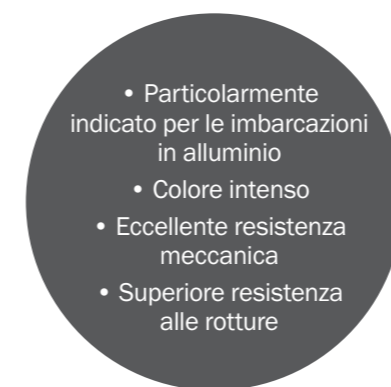 • Particolarmente
indicato per le imbarcazioni
in alluminio
• Colore intenso
• Eccellente resistenza
meccanica
• Superiore resistenza
alle rotture